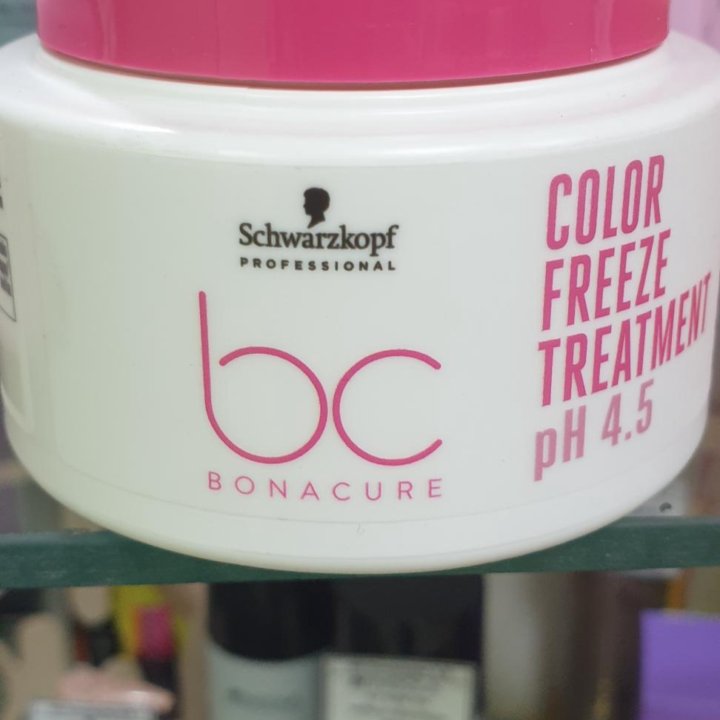 Schwarzkopf
PROFESSIONAL
bc
BONACURE
COLOR
FREEZE
TREATMENT
pH 4.5